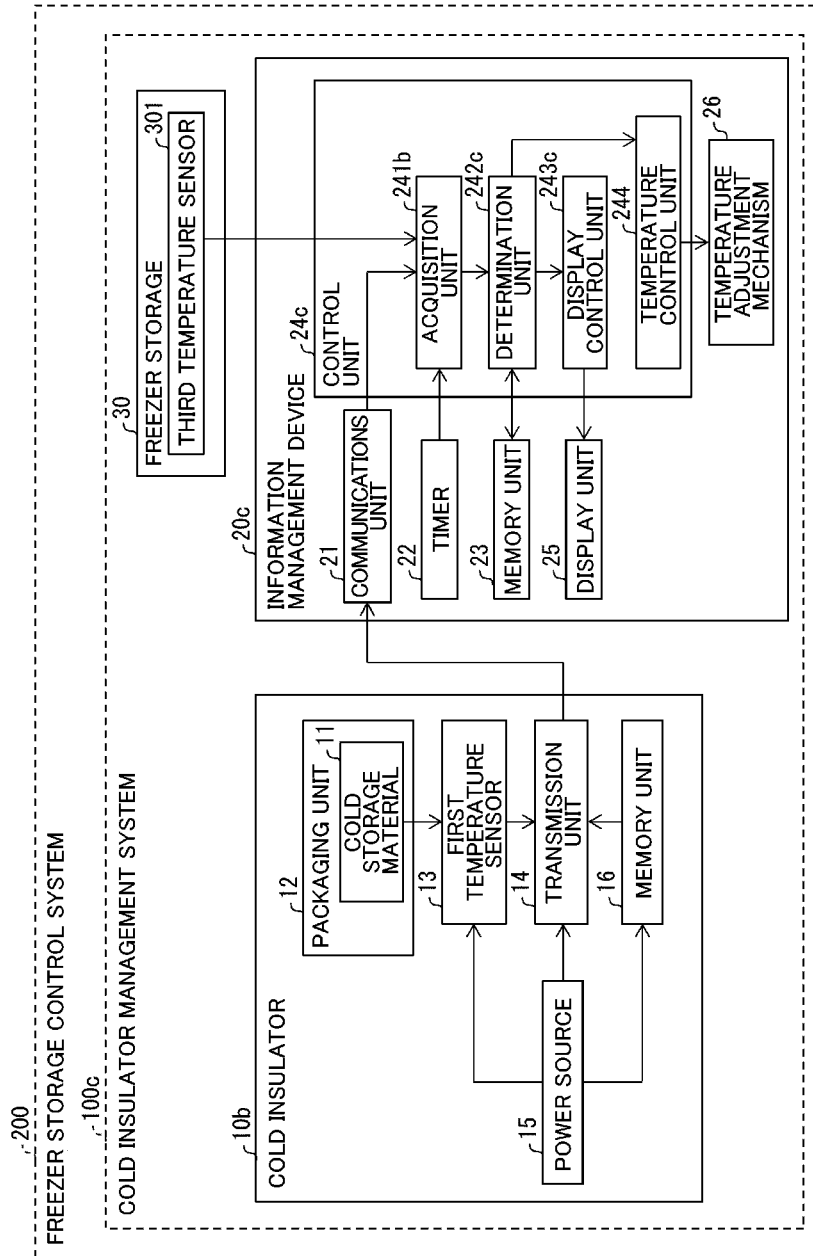 200
FREEZER STORAGE CONTROL SYSTEM
100c
COLD INSULATOR MANAGEMENT SYSTEM
10b
COLD INSULATOR
12
PACKAGING UNIT
11
COLD
STORAGE
MATERIAL
13
FIRST
TEMPERATURE
SENSOR
14
TRANSMISSION
UNIT
16
MEMORY UNIT
15
POWER SOURCE
30
FREEZER STORAGE
301
THIRD TEMPERATURE SENSOR
20c
INFORMATION
MANAGEMENT DEVICE
21
COMMUNICATIONS
UNIT
22
TIMER
23
MEMORY UNIT
25
DISPLAY UNIT
24c
CONTROL
UNIT
241b
ACQUISITION
UNIT
242c
DETERMINATION
UNIT
243c
DISPLAY
CONTROL UNIT
244
TEMPERATURE
CONTROL UNIT
26
TEMPERATURE
ADJUSTMENT
MECHANISM